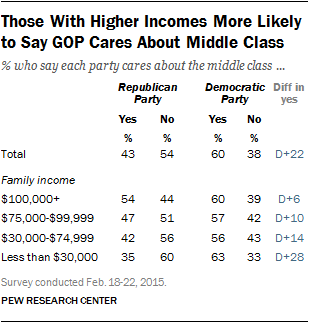 Those With Higher Incomes More Likely
to Say GOP Cares About Middle Class
% who say each party cares about the middle class ...
Republican Democratic Diff in
Party Party yes
Yes No Yes No
% % % %
Total 43 54 60 38 D+22
Family income
$100,000+ 54 44 60 39 D+6
$75,000-$99,999 47 51 57 42 D+10
$30,000-$74,999 42 56 56 43 D+14
Less than $30,000 35 60 63 33 D+28
Survey conducted Feb. 18-22, 2015.
PEW RESEARCH CENTER